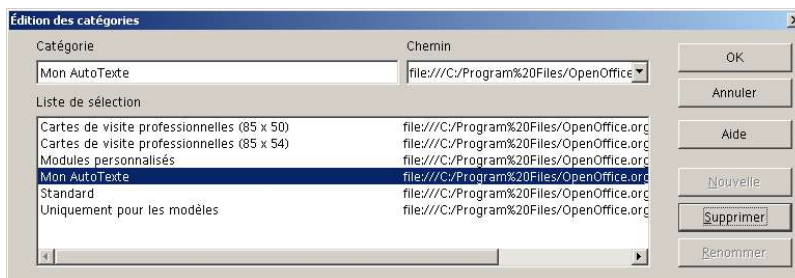 Édition des catégories
Catégorie
Chemin
Mon AutoTexte
file:///C:/Program%20Files/OpenOffice
OK
Annuler
Liste de sélection
Cartes de visite professionnelles (85 x 50) file:///C:/Program%20Files/OpenOffice.org
Cartes de visite professionnelles (85 x 54) file:///C:/Program%20Files/OpenOffice.org
Modules personnalisés file:///C:/Program%20Files/OpenOffice.org
Mon AutoTexte file:///C:/Program%20Files/OpenOffice.org
Standard file:///C:/Program%20Files/OpenOffice.org
Uniquement pour les modèles file:///C:/Program%20Files/OpenOffice.org
Aide
Nouvelle
Supprimer
Renommer